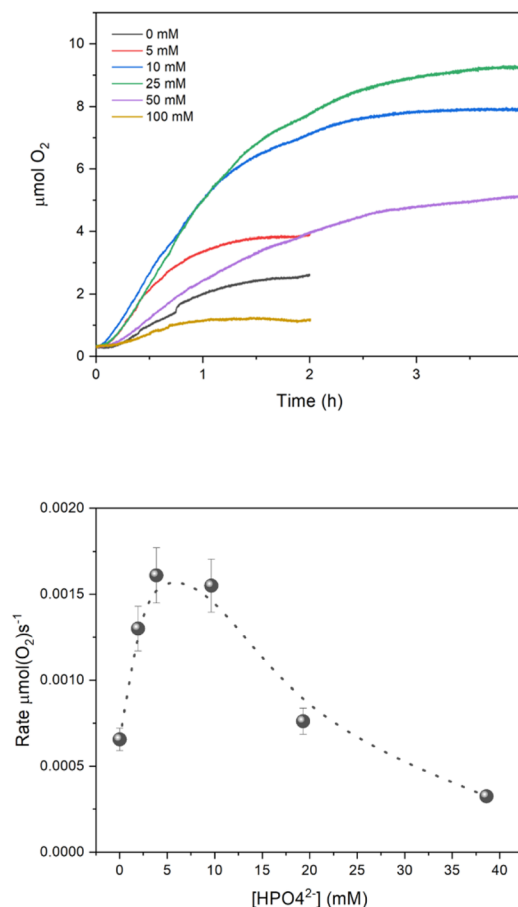 0 mM
5 mM
10 mM
25 mM
50 mM
100 mM
10
8
6
4
2
0
μmol O₂
0 1 2 3
Time (h)
0.0020
0.0015
0.0010
0.0005
0.0000
Rate μmol(O₂)s⁻¹
0 5 10 15 20 25 30 35 40
[HPO4²⁻] (mM)